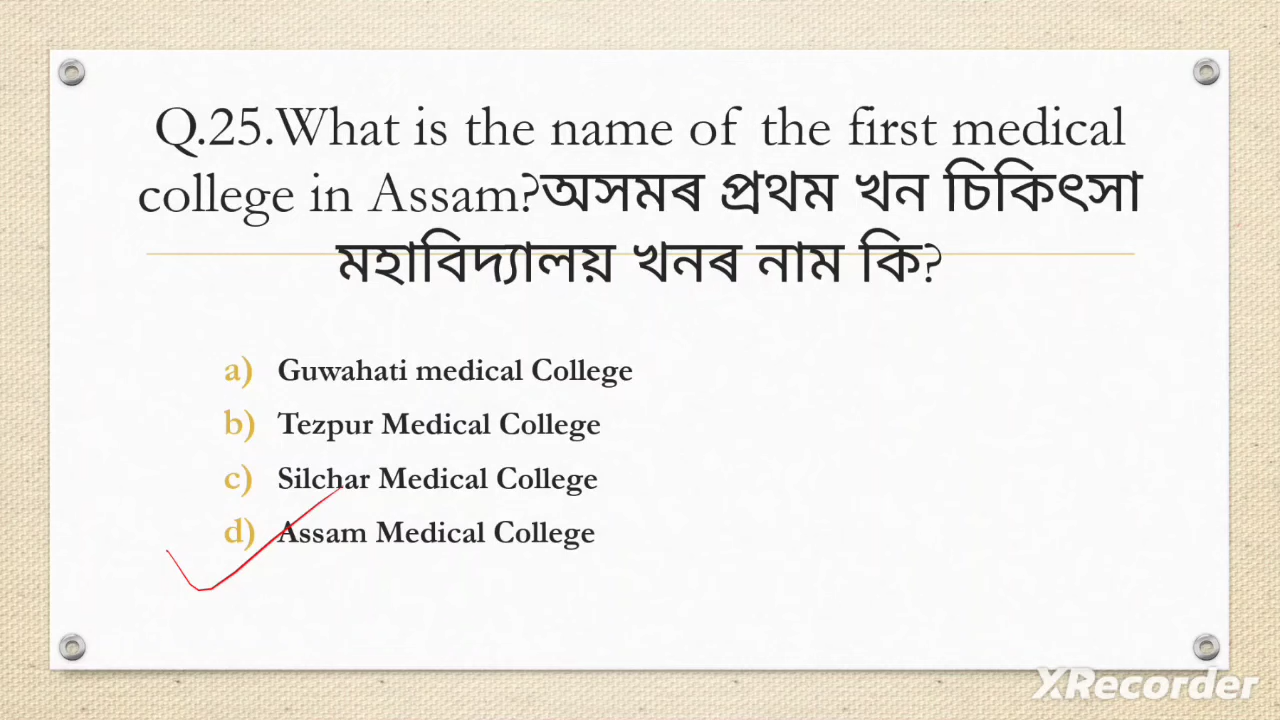 Q.25.What is the name of the first medical
college in Assam?অসমৰ প্ৰথম খন চিকিৎসা
মহাবিদ্যালয় খনৰ নাম কি?
a) Guwahati medical College
b) Tezpur Medical College
c) Silchar Medical College
d) Assam Medical College
XRecorder